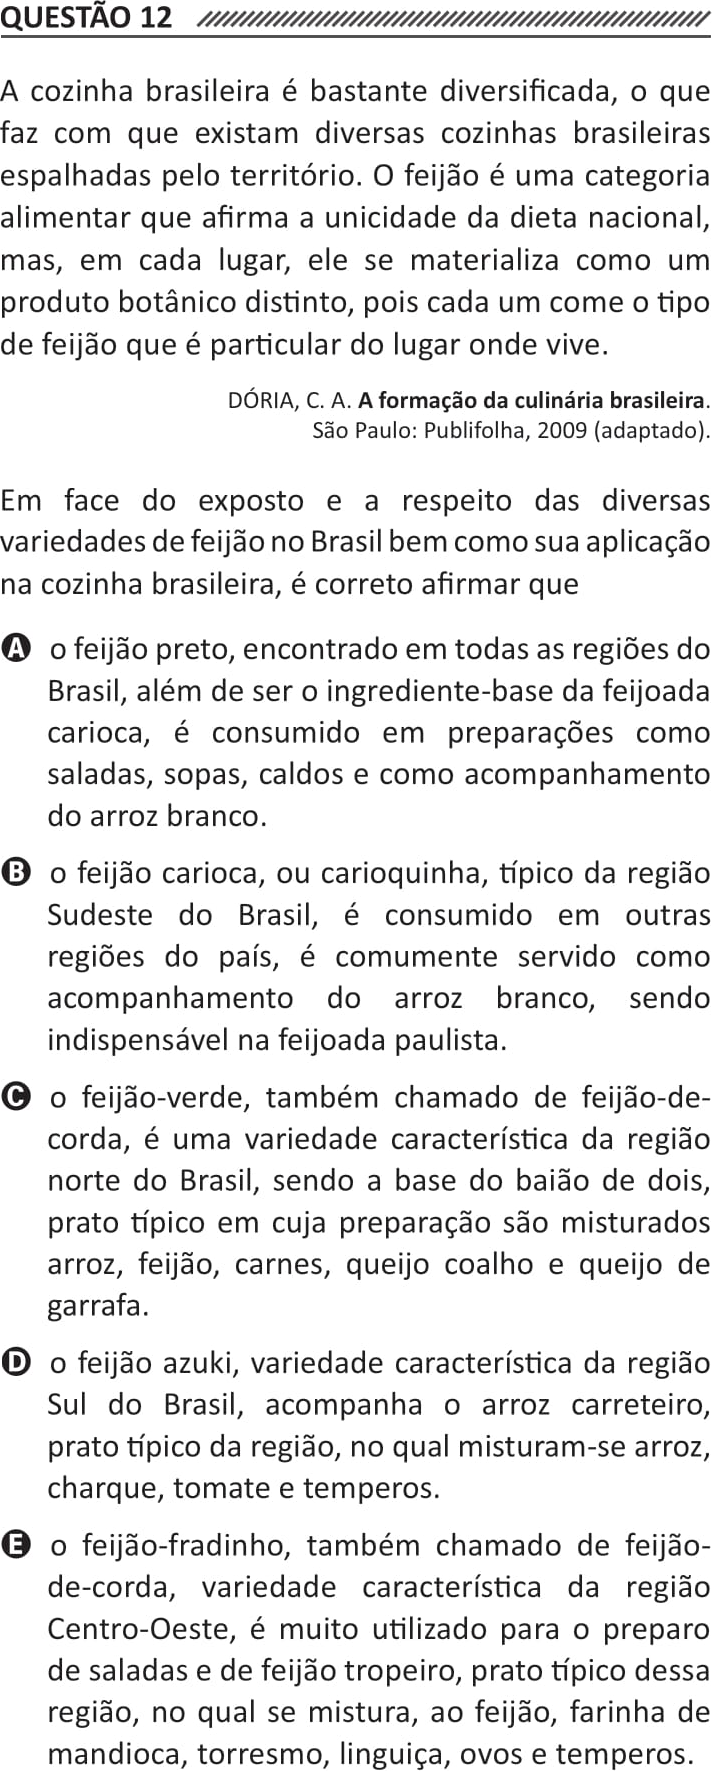 QUESTÃO 12
A cozinha brasileira é bastante diversificada, o que
faz com que existam diversas cozinhas brasileiras
espalhadas pelo território. O feijão é uma categoria
alimentar que afirma a unicidade da dieta nacional,
mas, em cada lugar, ele se materializa como um
produto botânico distinto, pois cada um come o tipo
de feijão que é particular do lugar onde vive.
DÓRIA, C. A. A formação da culinária brasileira.
São Paulo: Publifolha, 2009 (adaptado).
Em face do exposto e a respeito das diversas
variedades de feijão no Brasil bem como sua aplicação
na cozinha brasileira, é correto afirmar que
A o feijão preto, encontrado em todas as regiões do
Brasil, além de ser o ingrediente-base da feijoada
carioca, é consumido em preparações como
saladas, sopas, caldos e como acompanhamento
do arroz branco.
B o feijão carioca, ou carioquinha, típico da região
Sudeste do Brasil, é consumido em outras
regiões do país, é comumente servido como
acompanhamento do arroz branco, sendo
indispensável na feijoada paulista.
C o feijão-verde, também chamado de feijão-de-
corda, é uma variedade característica da região
norte do Brasil, sendo a base do baião de dois,
prato típico em cuja preparação são misturados
arroz, feijão, carnes, queijo coalho e queijo de
garrafa.
D o feijão azuki, variedade característica da região
Sul do Brasil, acompanha o arroz carreteiro,
prato típico da região, no qual misturam-se arroz,
charque, tomate e temperos.
E o feijão-fradinho, também chamado de feijão-
de-corda, variedade característica da região
Centro-Oeste, é muito utilizado para o preparo
de saladas e de feijão tropeiro, prato típico dessa
região, no qual se mistura, ao feijão, farinha de
mandioca, torresmo, linguiça, ovos e temperos.